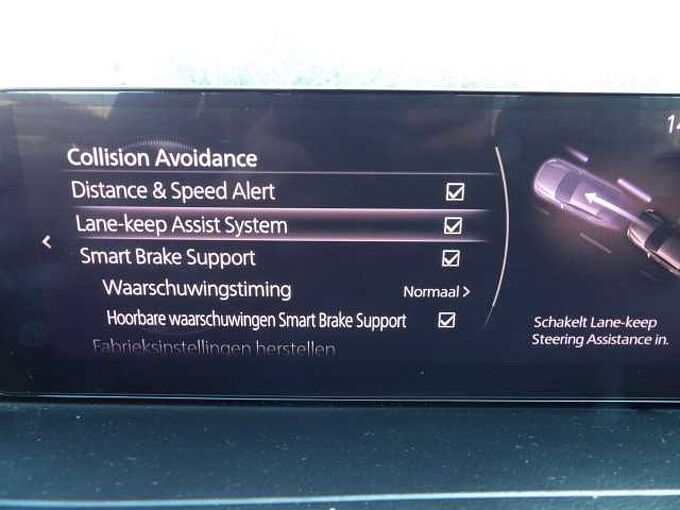 14
Collision Avoidance
Distance & Speed Alert
Lane-keep Assist System
Smart Brake Support
Waarschuwingstiming Normaal >
Hoorbare waarschuwingen Smart Brake Support
Fabrieksinstellingen herstellen
Schakelt Lane-keep
Steering Assistance in.